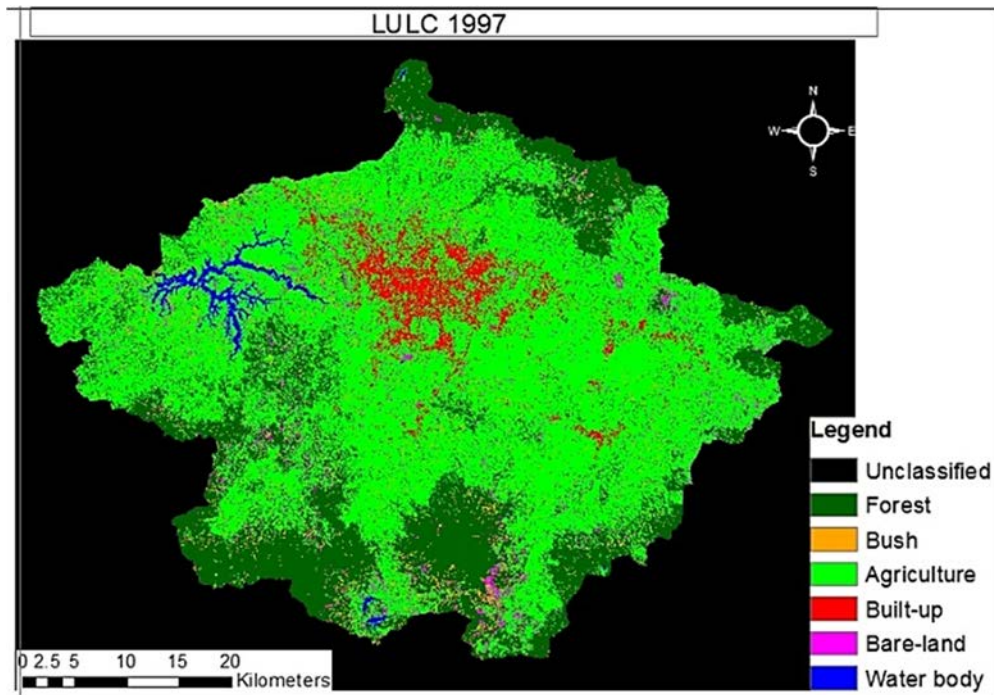 LULC 1997
N
W E
S
Legend
Unclassified
Forest
Bush
Agriculture
Built-up
Bare-land
Water body
0 2.5 5 10 15 20
Kilometers